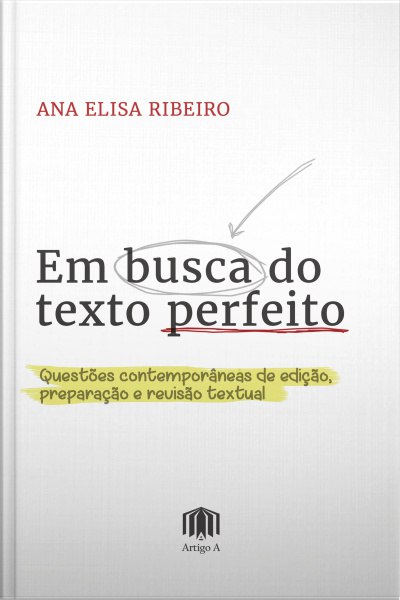 ANA ELISA RIBEIRO
Em busca do
texto perfeito
Questões contemporâneas de edição,
preparação e revisão textual
Artigo A